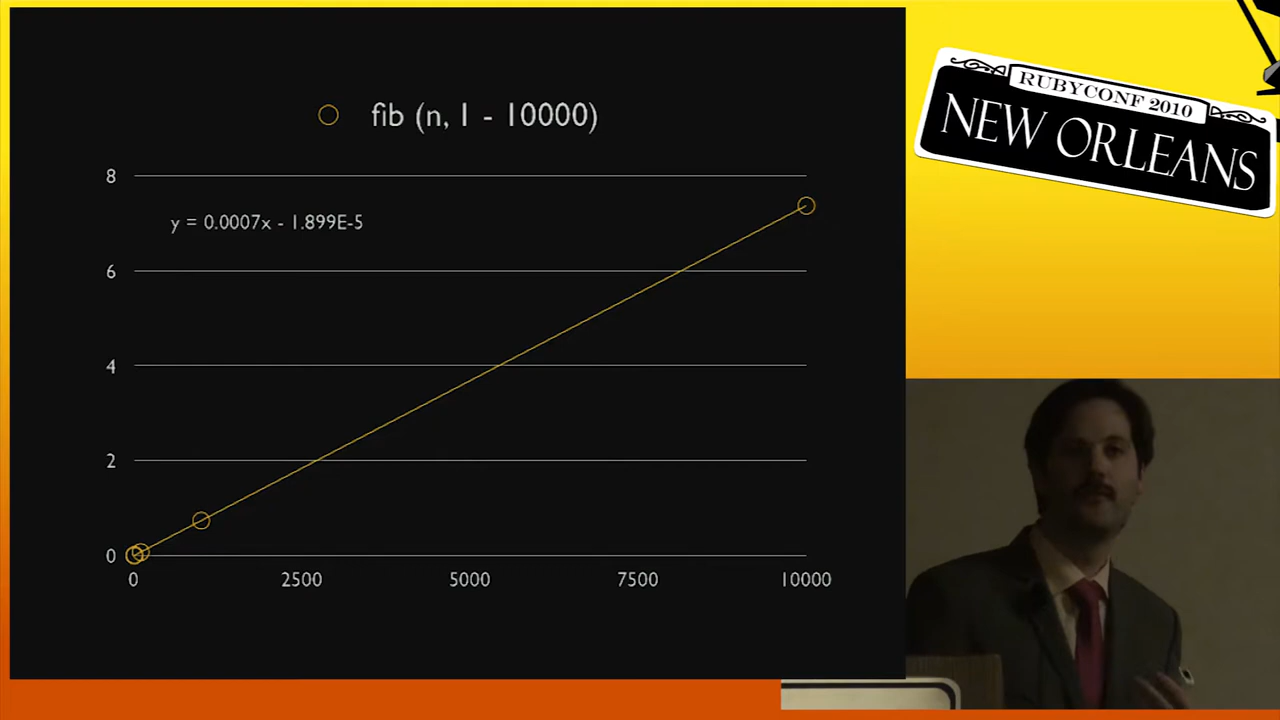 fib (n, 1 - 10000)
8
y = 0.0007x - 1.899E-5
6
4
2
0
0 2500 5000 7500 10000
RUBYCONF 2010
NEW ORLEANS